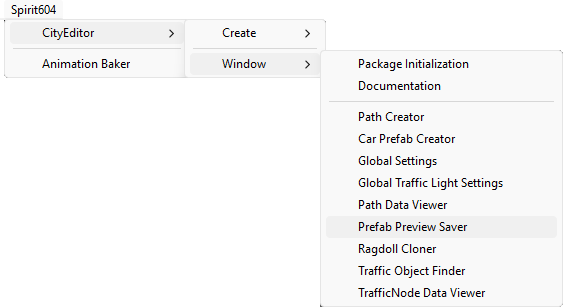 Spirit604
CityEditor
Animation Baker
Create
Window
Package Initialization
Documentation
Path Creator
Car Prefab Creator
Global Settings
Global Traffic Light Settings
Path Data Viewer
Prefab Preview Saver
Ragdoll Cloner
Traffic Object Finder
TrafficNode Data Viewer